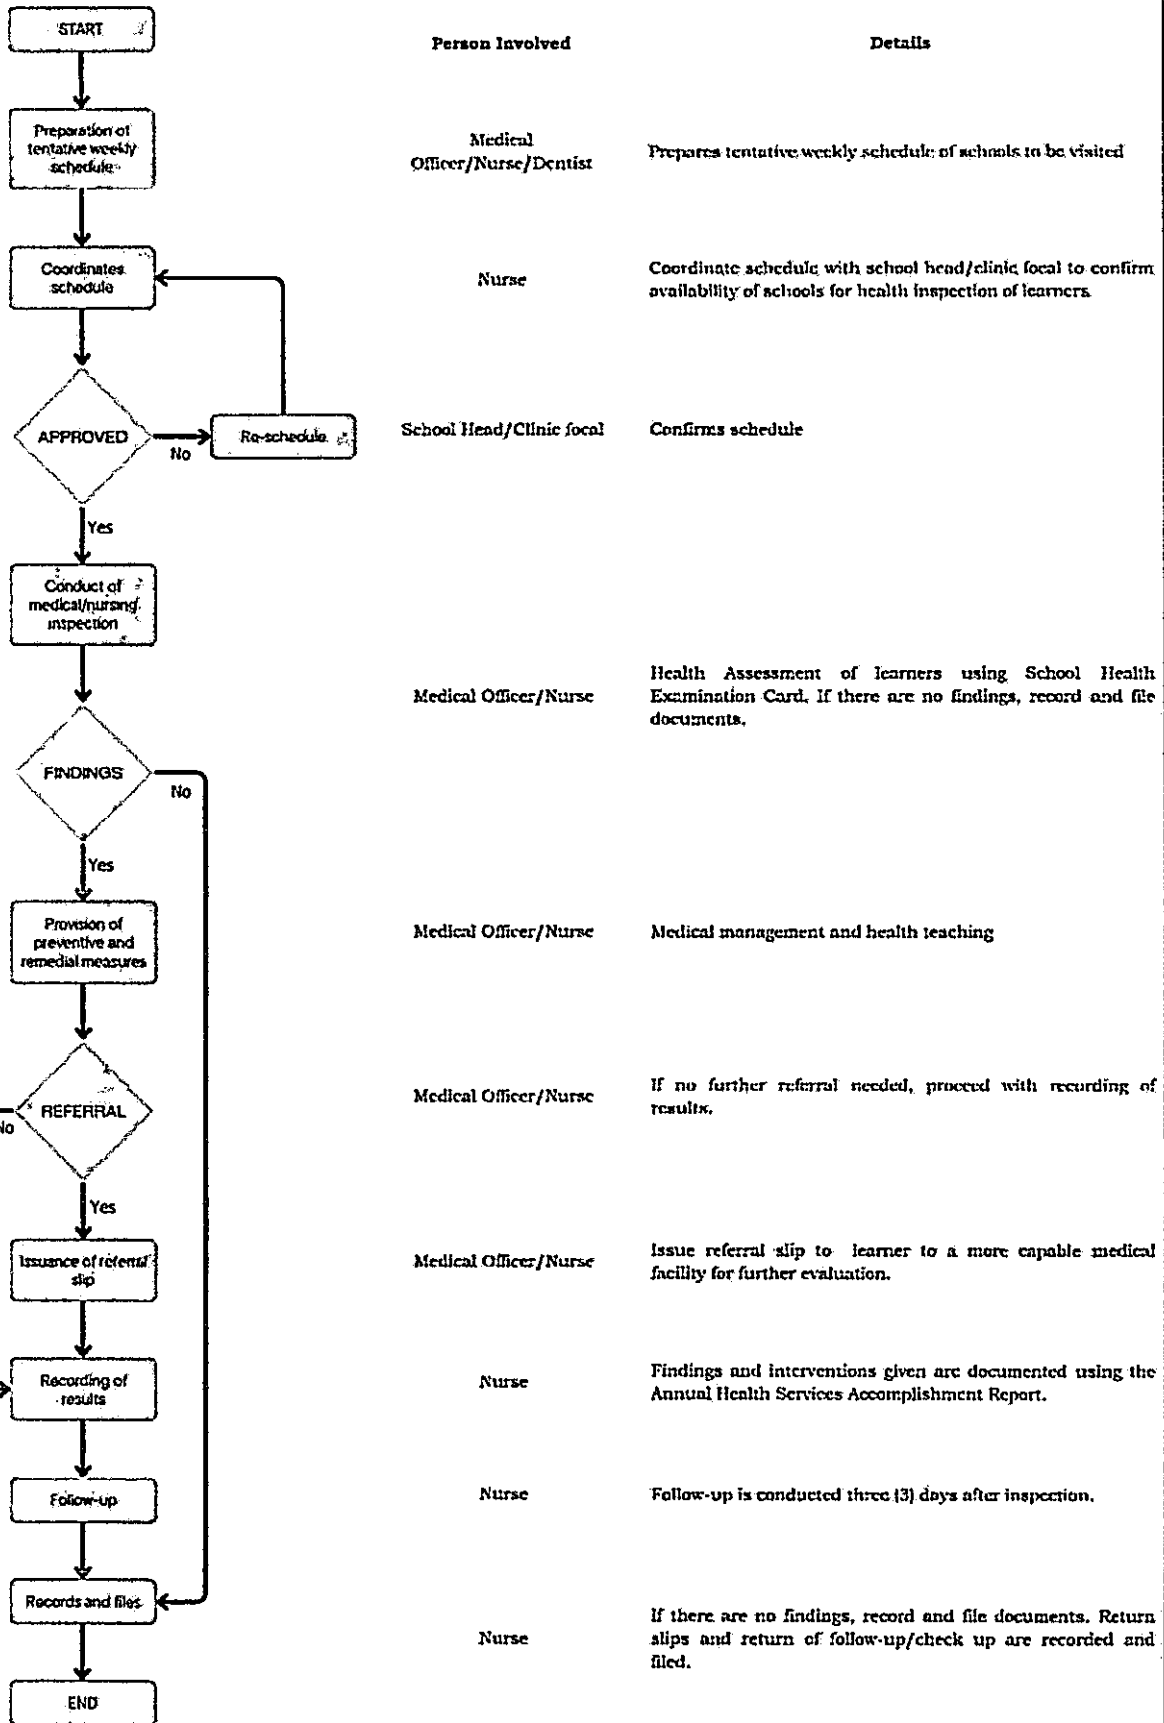 START
Person Involved
Details
Preparation of
tentative weekly
schedule
Medical
Officer/Nurse/Dentist
Prepares tentative weekly schedule of schools to be visited
Coordinates
schedule
Nurse
Coordinate schedule with school head/clinic focal to confirm
availability of schools for health inspection of learners
APPROVED
No
Re-schedule
School Head/Clinic focal
Confirms schedule
Yes
Conduct of
medical/nursing
inspection
Medical Officer/Nurse
Health Assessment of learners using School Health
Examination Card. If there are no findings, record and file
documents.
FINDINGS
No
Yes
Provision of
preventive and
remedial measures
Medical Officer/Nurse
Medical management and health teaching
REFERRAL
No
Medical Officer/Nurse
If no further referral needed, proceed with recording of
results.
Yes
Issuance of referral
slip
Medical Officer/Nurse
Issue referral slip to learner to a more capable medical
facility for further evaluation.
Recording of
results
Nurse
Findings and interventions given are documented using the
Annual Health Services Accomplishment Report.
Follow-up
Nurse
Follow-up is conducted three (3) days after inspection.
Records and files
Nurse
If there are no findings, record and file documents. Return
slips and return of follow-up/check up are recorded and
filed.
END